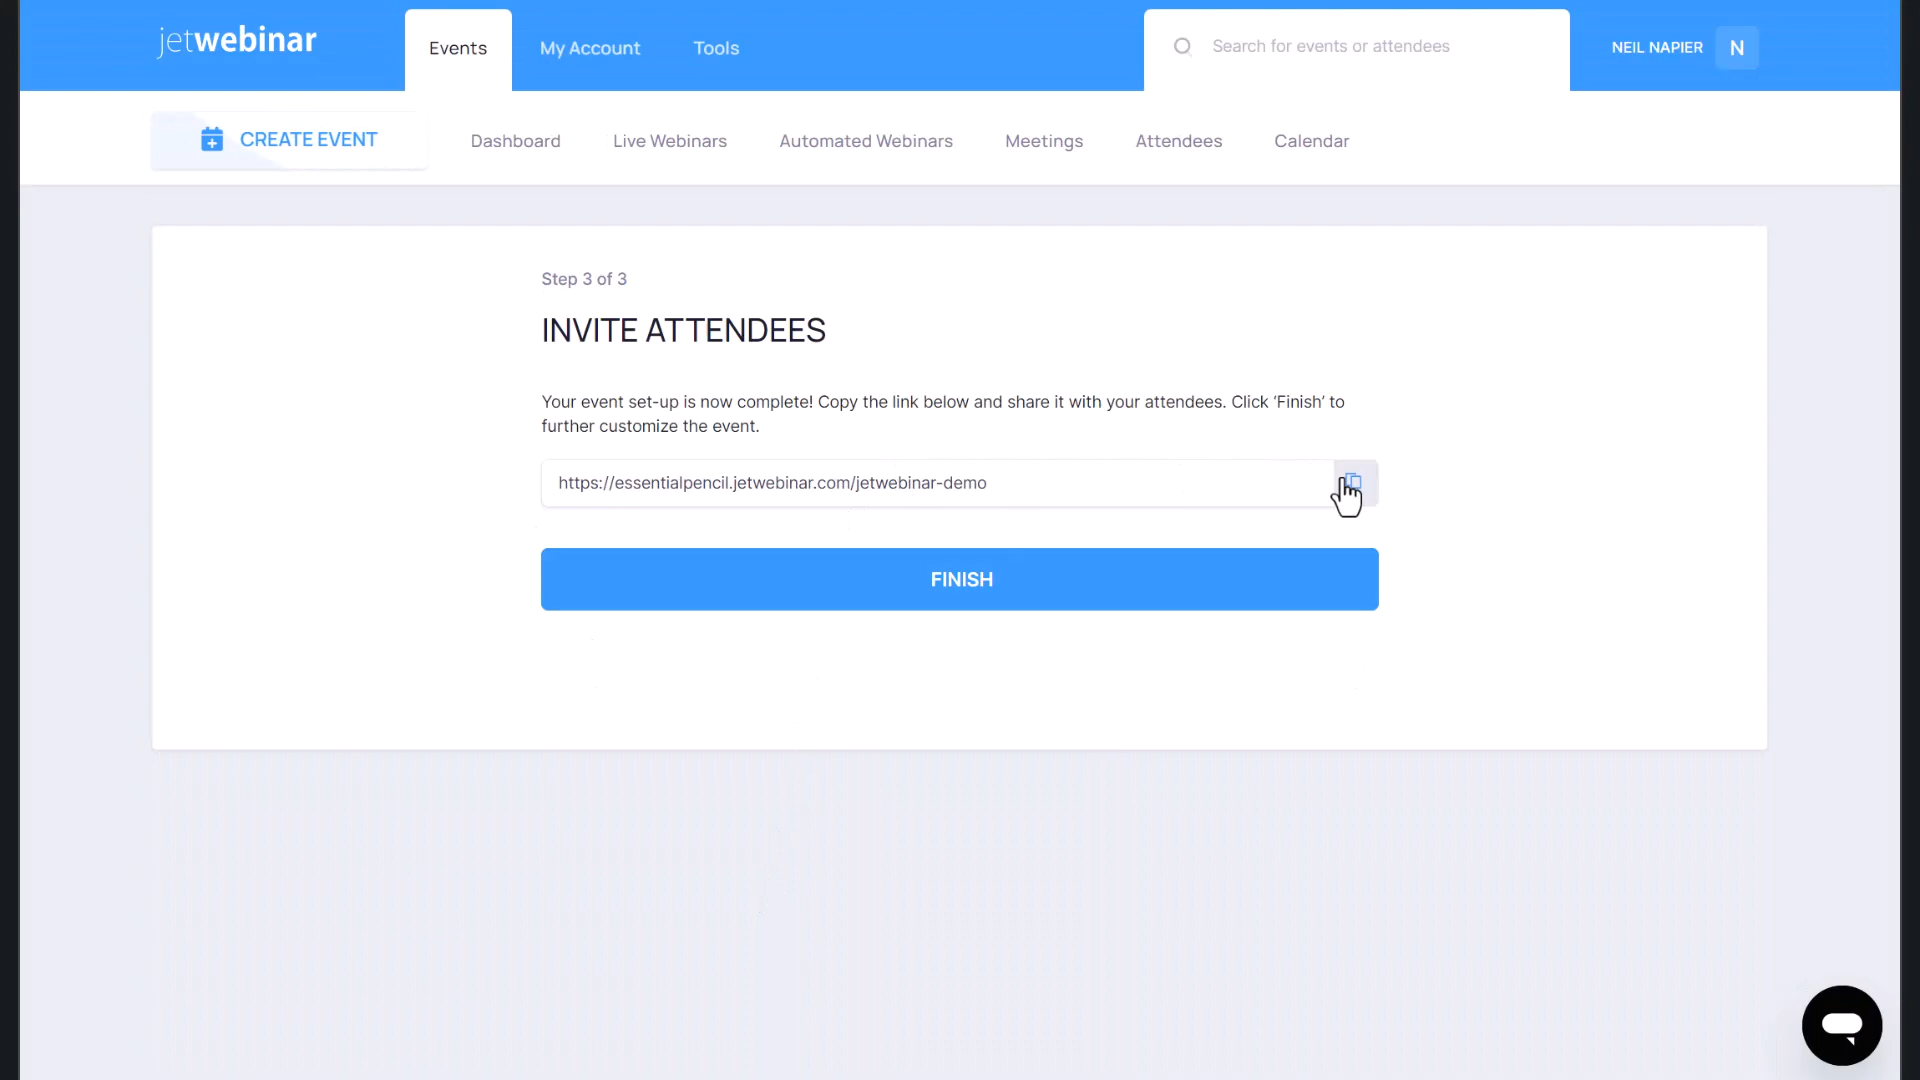 jetwebinar
Events
My Account
Tools
Search for events or attendees
NEIL NAPIER
N
CREATE EVENT
Dashboard
Live Webinars
Automated Webinars
Meetings
Attendees
Calendar
Step 3 of 3
INVITE ATTENDEES
Your event set-up is now complete! Copy the link below and share it with your attendees. Click ‘Finish’ to
further customize the event.
https://essentialpencil.jetwebinar.com/jetwebinar-demo
FINISH